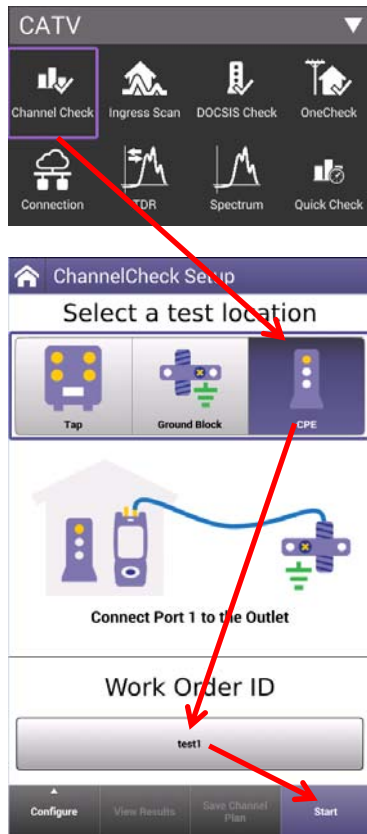 CATV
Channel Check Ingress Scan DOCSIS Check OneCheck
Connection TDR Spectrum Quick Check
ChannelCheck Setup
Select a test location
Tap Ground Block CPE
Connect Port 1 to the Outlet
Work Order ID
test1
Configure View Results Save Channel Plan Start